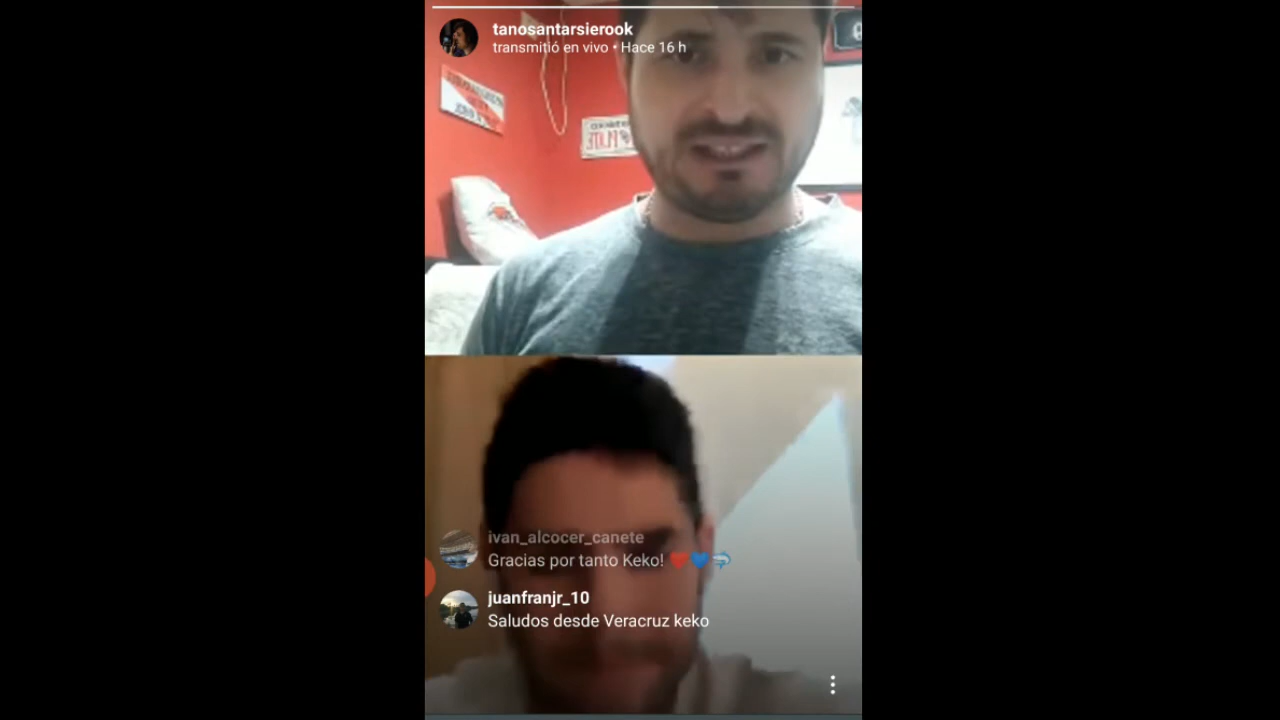 tanosantarsierook
transmitió en vivo • Hace 16 h
ivan_alcocer_canete
Gracias por tanto Keko! ❤️💙🦈
juanfranjr_10
Saludos desde Veracruz keko